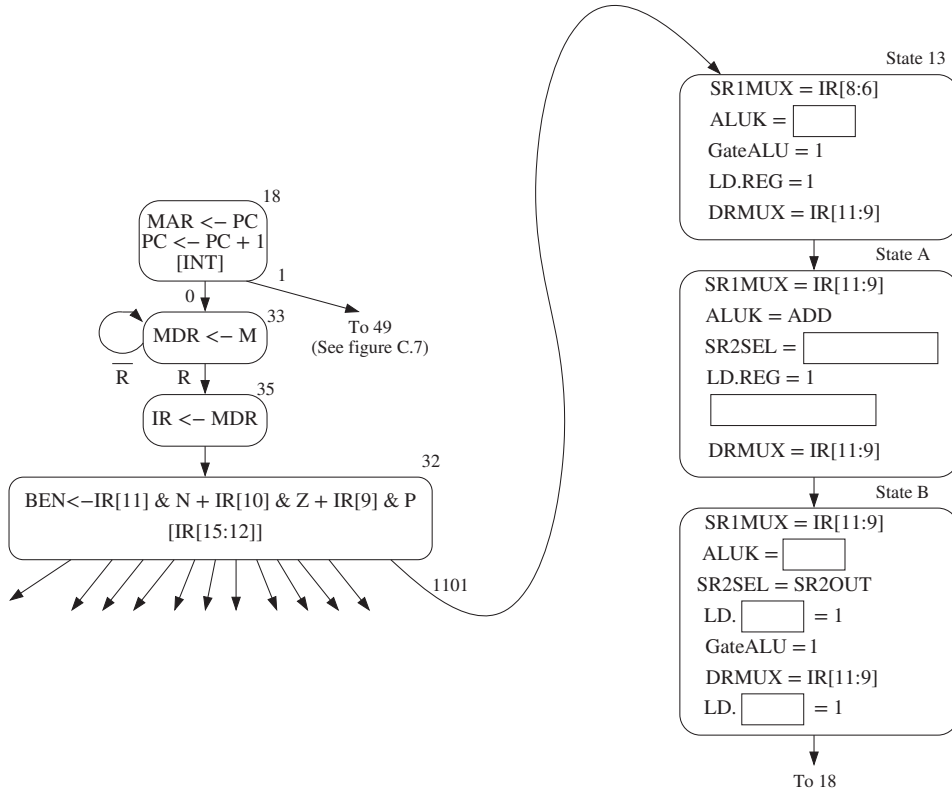 18
MAR <– PC
PC <– PC + 1
[INT]
0
1
To 49
(See figure C.7)
33
MDR <– M
R
R
35
IR <– MDR
32
BEN<–IR[11] & N + IR[10] & Z + IR[9] & P
[IR[15:12]]
1101
State 13
SR1MUX = IR[8:6]
ALUK =
GateALU = 1
LD.REG = 1
DRMUX = IR[11:9]
State A
SR1MUX = IR[11:9]
ALUK = ADD
SR2SEL =
LD.REG = 1
DRMUX = IR[11:9]
State B
SR1MUX = IR[11:9]
ALUK =
SR2SEL = SR2OUT
LD. = 1
GateALU = 1
DRMUX = IR[11:9]
LD. = 1
To 18